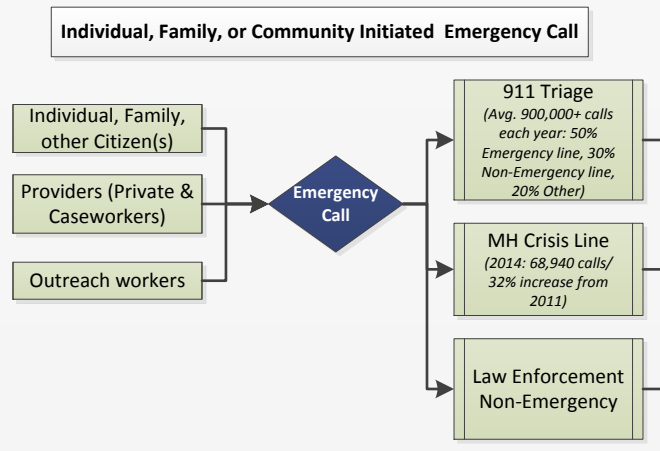 Individual, Family, or Community Initiated  Emergency Call
Individual, Family,
other Citizen(s)
Providers (Private &
Caseworkers)
Outreach workers
Emergency
Call
911 Triage
(Avg. 900,000+ calls
each year: 50%
Emergency line, 30%
Non-Emergency line,
20% Other)
MH Crisis Line
(2014: 68,940 calls/
32% increase from
2011)
Law Enforcement
Non-Emergency